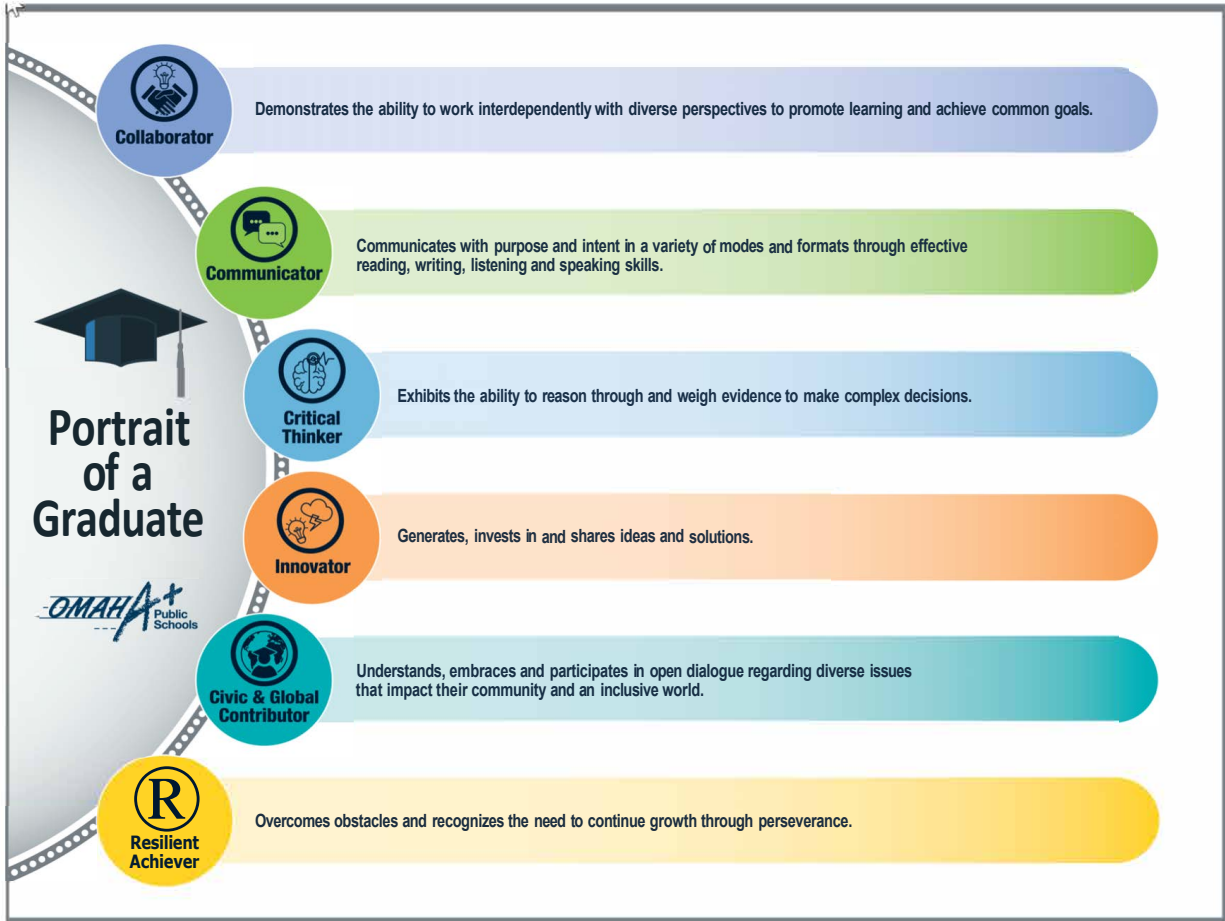 Collaborator
Demonstrates the ability to work interdependently with diverse perspectives to promote learning and achieve common goals.
Communicator
Communicates with purpose and intent in a variety of modes and formats through effective
reading, writing, listening and speaking skills.
Portrait
of a
Graduate
OMAHA+
Public
Schools
Critical
Thinker
Exhibits the ability to reason through and weigh evidence to make complex decisions.
Innovator
Generates, invests in and shares ideas and solutions.
Civic & Global
Contributor
Understands, embraces and participates in open dialogue regarding diverse issues
that impact their community and an inclusive world.
®
Resilient
Achiever
Overcomes obstacles and recognizes the need to continue growth through perseverance.